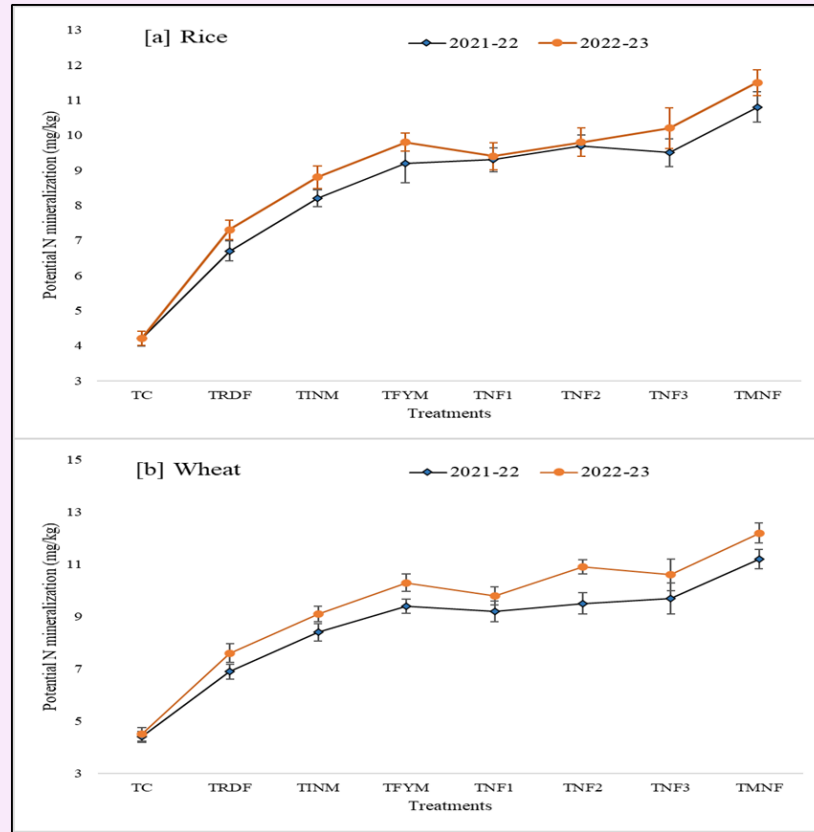 [a] Rice
2021-22 2022-23
Potential N mineralization (mg/kg)
13
12
11
10
9
8
7
6
5
4
3
TC TRDF TINM TFYM TNF1 TNF2 TNF3 TMNF
Treatments
[b] Wheat
2021-22 2022-23
Potential N mineralization (mg/kg)
15
13
11
9
7
5
3
TC TRDF TINM TFYM TNF1 TNF2 TNF3 TMNF
Treatments